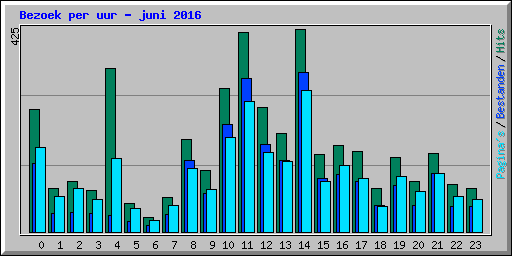 Bezoek per uur - juni 2016
425
Pagina's / Bestanden / Hits
0 1 2 3 4 5 6 7 8 9 10 11 12 13 14 15 16 17 18 19 20 21 22 23